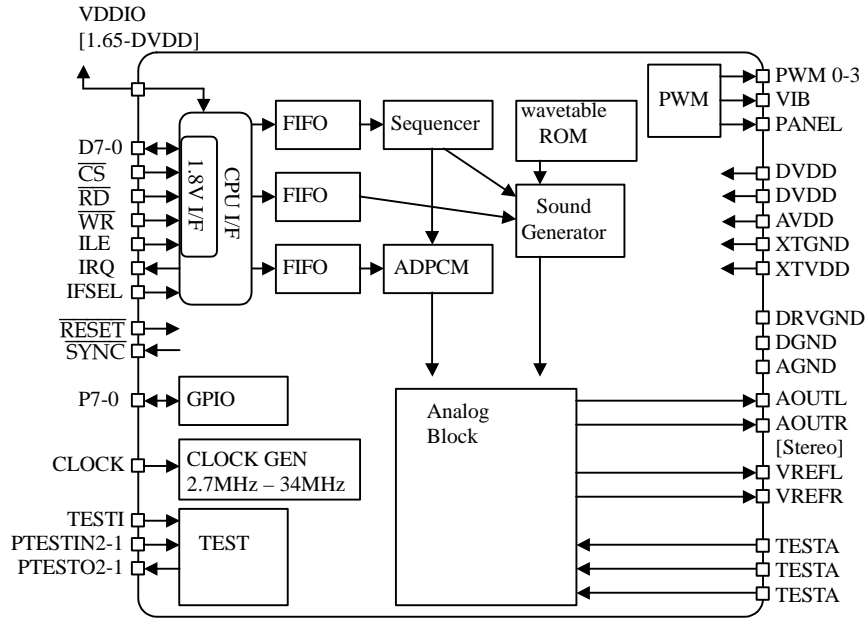 VDDIO
[1.65-DVDD]
D7-0
CS
RD
WR
ILE
IRQ
IFSEL
RESET
SYNC
P7-0
CLOCK
TESTI
PTESTIN2-1
PTESTO2-1
1.8V I/F
CPU I/F
FIFO
FIFO
FIFO
Sequencer
ADPCM
wavetable
ROM
Sound
Generator
PWM
GPIO
CLOCK GEN
2.7MHz – 34MHz
TEST
Analog
Block
PWM 0-3
VIB
PANEL
DVDD
DVDD
AVDD
XTGND
XTVDD
DRVGND
DGND
AGND
AOUTL
AOUTR
[Stereo]
VREFL
VREFR
TESTA
TESTA
TESTA